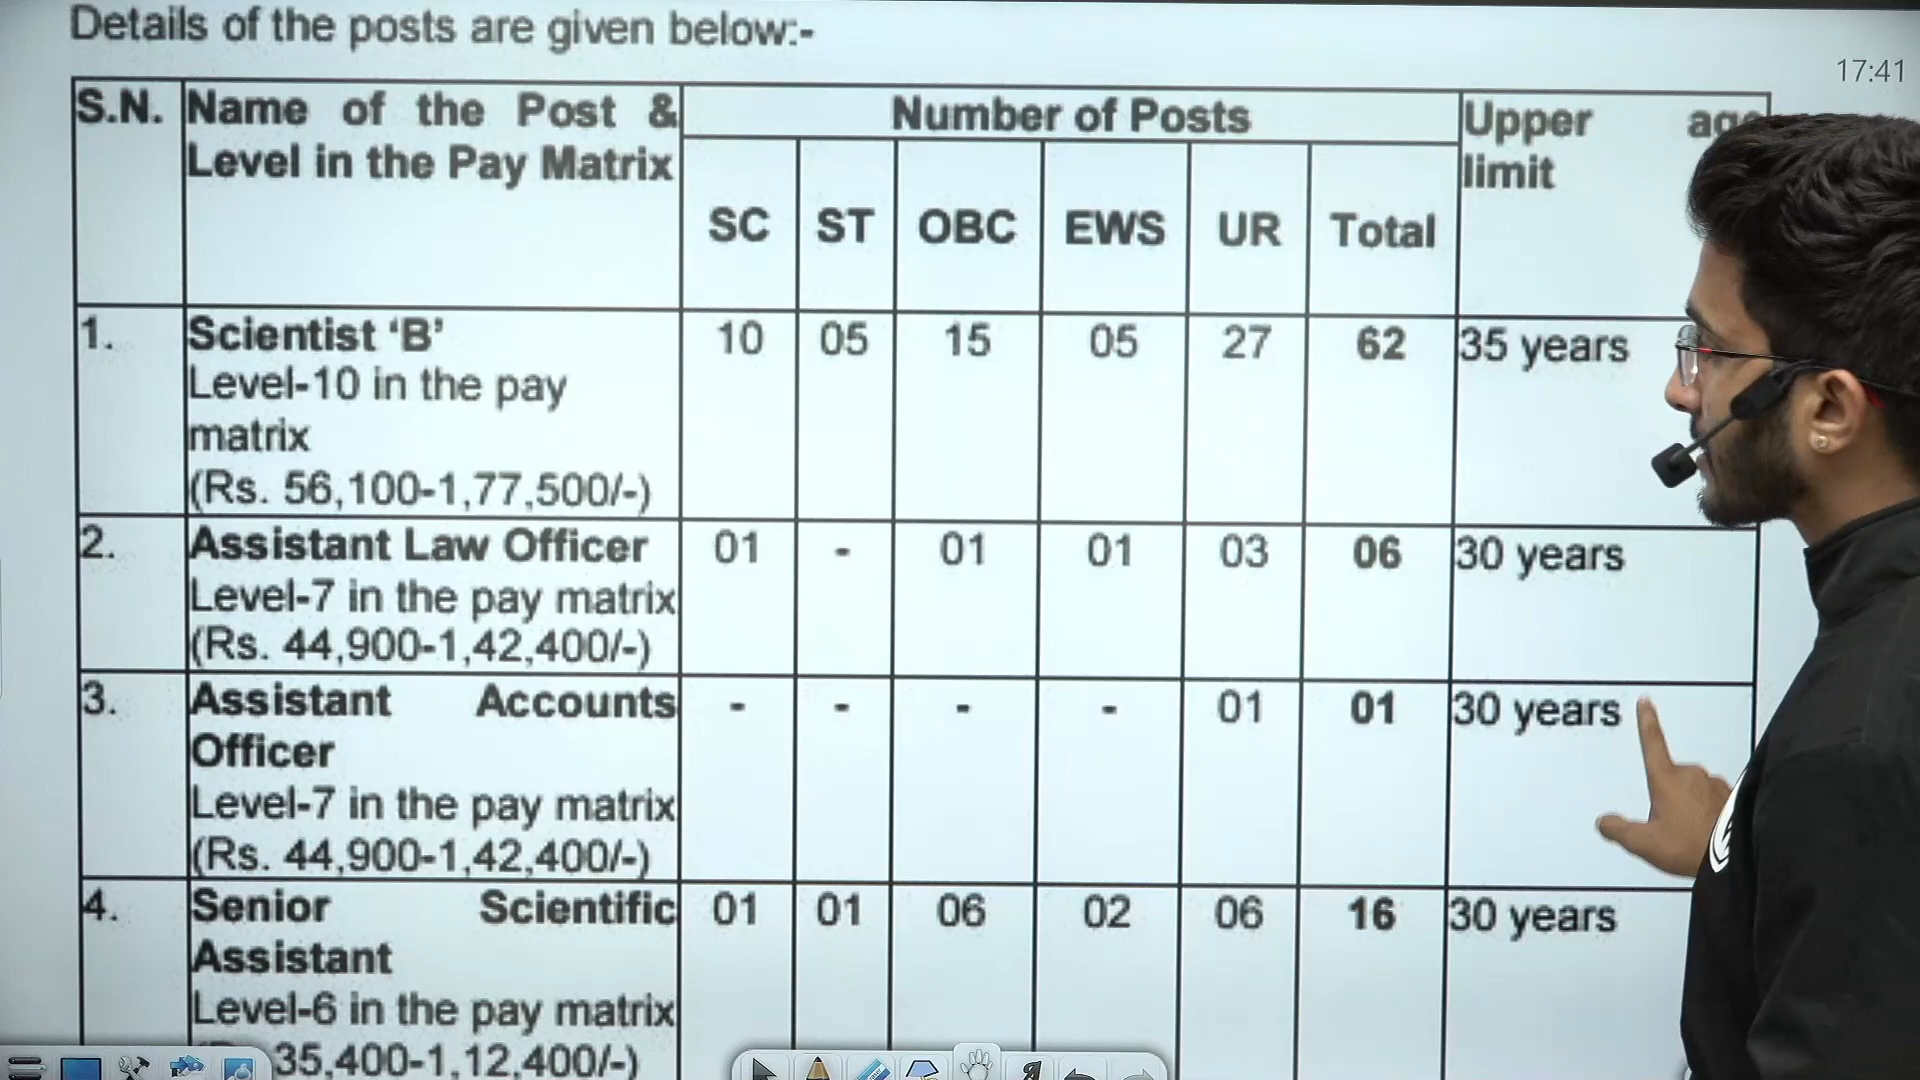 Details of the posts are given below:-
17:41
S.N. Name of the Post & Number of Posts Upper age
Level in the Pay Matrix limit
SC ST OBC EWS UR Total
1. Scientist ‘B’ 10 05 15 05 27 62 35 years
Level-10 in the pay
matrix
(Rs. 56,100-1,77,500/-)
2. Assistant Law Officer 01 - 01 01 03 06 30 years
Level-7 in the pay matrix
(Rs. 44,900-1,42,400/-)
3. Assistant Accounts - - - - 01 01 30 years
Officer
Level-7 in the pay matrix
(Rs. 44,900-1,42,400/-)
4. Senior Scientific 01 01 06 02 06 16 30 years
Assistant
Level-6 in the pay matrix
35,400-1,12,400/-)